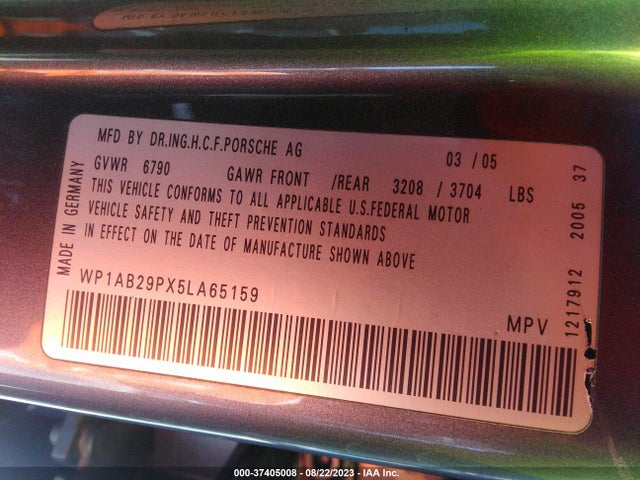 MFD BY DR.ING.H.C.F.PORSCHE AG 03 / 05
GVWR 6790 GAWR FRONT /REAR 3208 / 3704 LBS
THIS VEHICLE CONFORMS TO ALL APPLICABLE U.S.FEDERAL MOTOR
VEHICLE SAFETY AND THEFT PREVENTION STANDARDS
IN EFFECT ON THE DATE OF MANUFACTURE SHOWN ABOVE
WP1AB29PX5LA65159
MPV
MADE IN GERMANY
1217912 2005 37
000-37405008 - 08/22/2023 - IAA Inc.